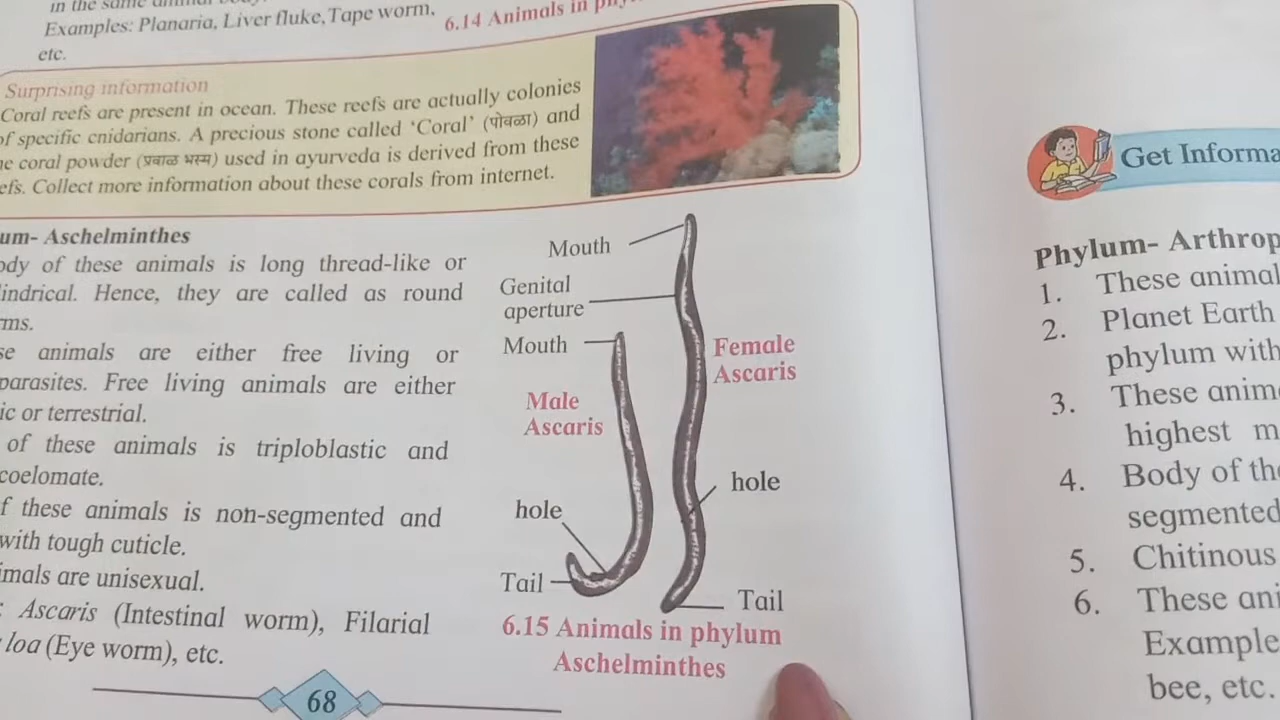 in the same
Examples: Planaria, Liver fluke, Tape worm,
etc.
6.14 Animals in
Surprising information
Coral reefs are present in ocean. These reefs are actually colonies
of specific cnidarians. A precious stone called ‘Coral’ (पोवळा) and
coral powder (प्रवाळ भस्म) used in ayurveda is derived from these
efs. Collect more information about these corals from internet.
um- Aschelminthes
ody of these animals is long thread-like or
lindrical. Hence, they are called as round
rms.
se animals are either free living or
parasites. Free living animals are either
ic or terrestrial.
of these animals is triploblastic and
coelomate.
f these animals is non-segmented and
with tough cuticle.
imals are unisexual.
: Ascaris (Intestinal worm), Filarial
loa (Eye worm), etc.
Mouth
Genital
aperture
Mouth
Female
Ascaris
Male
Ascaris
hole
hole
Tail
Tail
6.15 Animals in phylum
Aschelminthes
68
Get Informa
Phylum- Arthrop
1. These animal
2. Planet Earth
phylum with
3. These anim
highest m
4. Body of the
segmented
5. Chitinous
6. These ani
Example
bee, etc.